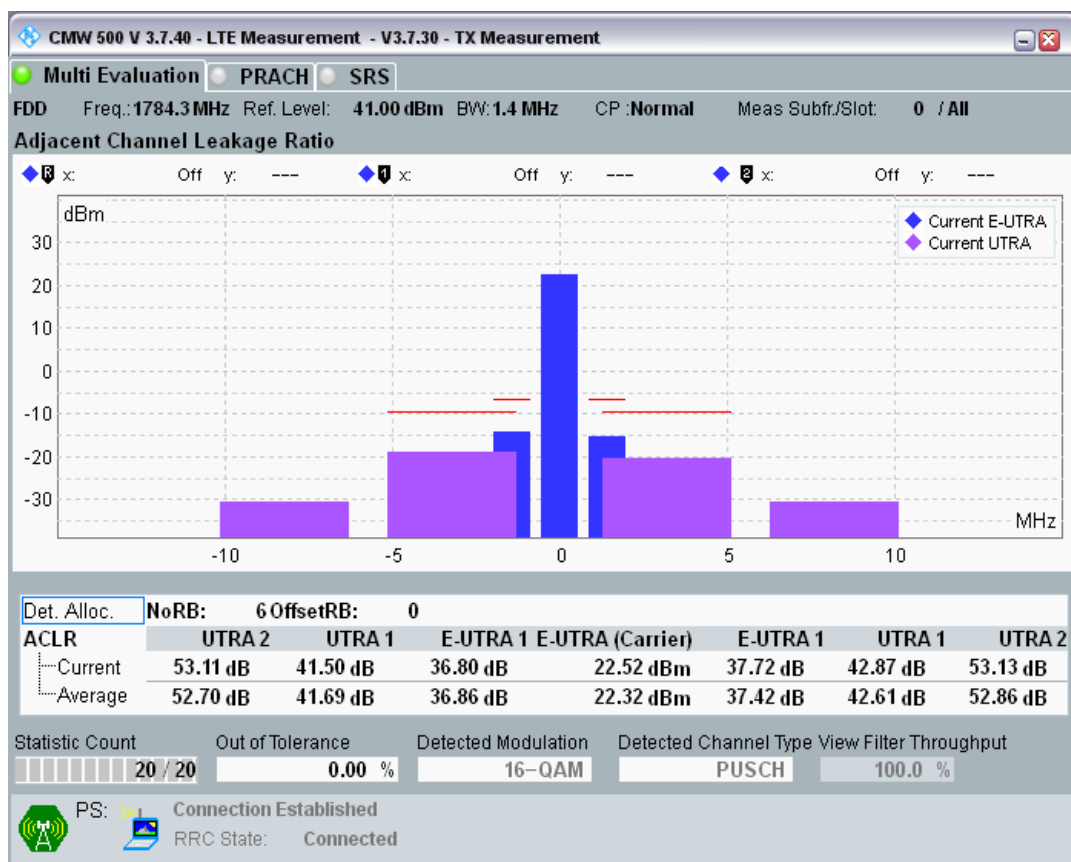 CMW 500 V 3.7.40 - LTE Measurement - V3.7.30 - TX Measurement
Multi Evaluation PRACH SRS
FDD Freq.: 1784.3 MHz Ref. Level: 41.00 dBm BW: 1.4 MHz CP :Normal Meas Subfr./Slot: 0 / All
Adjacent Channel Leakage Ratio
R x: Off y: --- 1 x: Off y: --- 2 x: Off y: ---
dBm
Current E-UTRA
Current UTRA
30
20
10
0
-10
-20
-30
MHz
-10 -5 0 5 10
Det. Alloc. NoRB: 6 OffsetRB: 0
ACLR UTRA 2 UTRA 1 E-UTRA 1 E-UTRA (Carrier) E-UTRA 1 UTRA 1 UTRA 2
Current 53.11 dB 41.50 dB 36.80 dB 22.52 dBm 37.72 dB 42.87 dB 53.13 dB
Average 52.70 dB 41.69 dB 36.86 dB 22.32 dBm 37.42 dB 42.61 dB 52.86 dB
Statistic Count Out of Tolerance Detected Modulation Detected Channel Type View Filter Throughput
20 / 20 0.00 % 16-QAM PUSCH 100.0 %
PS: Connection Established
RRC State: Connected